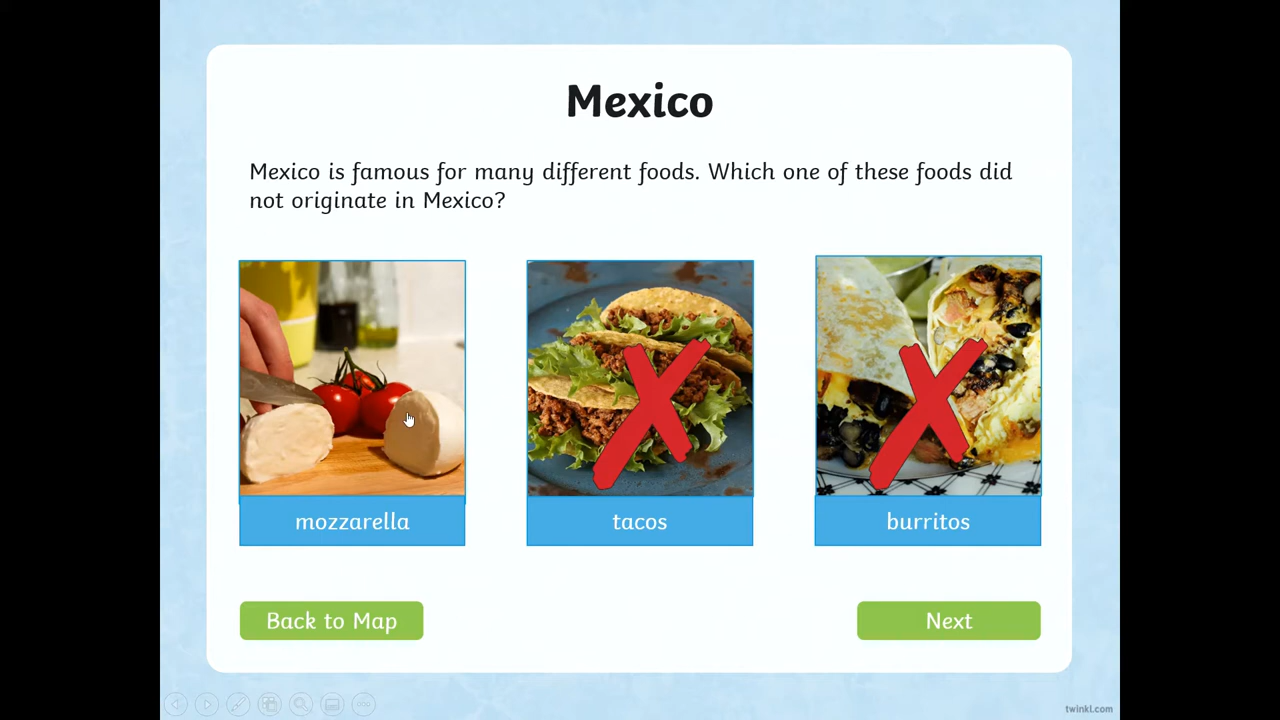 Mexico
Mexico is famous for many different foods. Which one of these foods did
not originate in Mexico?
mozzarella
tacos
burritos
Back to Map
Next
twinkl.com